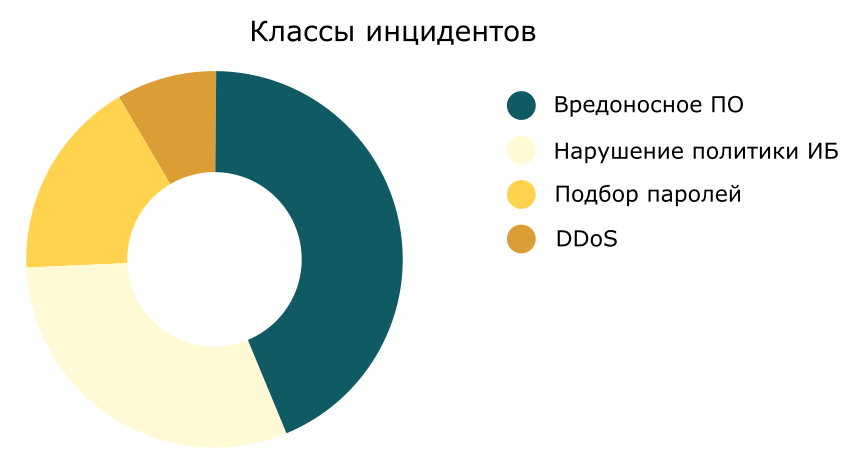 Классы инцидентов
Вредоносное ПО
Нарушение политики ИБ
Подбор паролей
DDoS